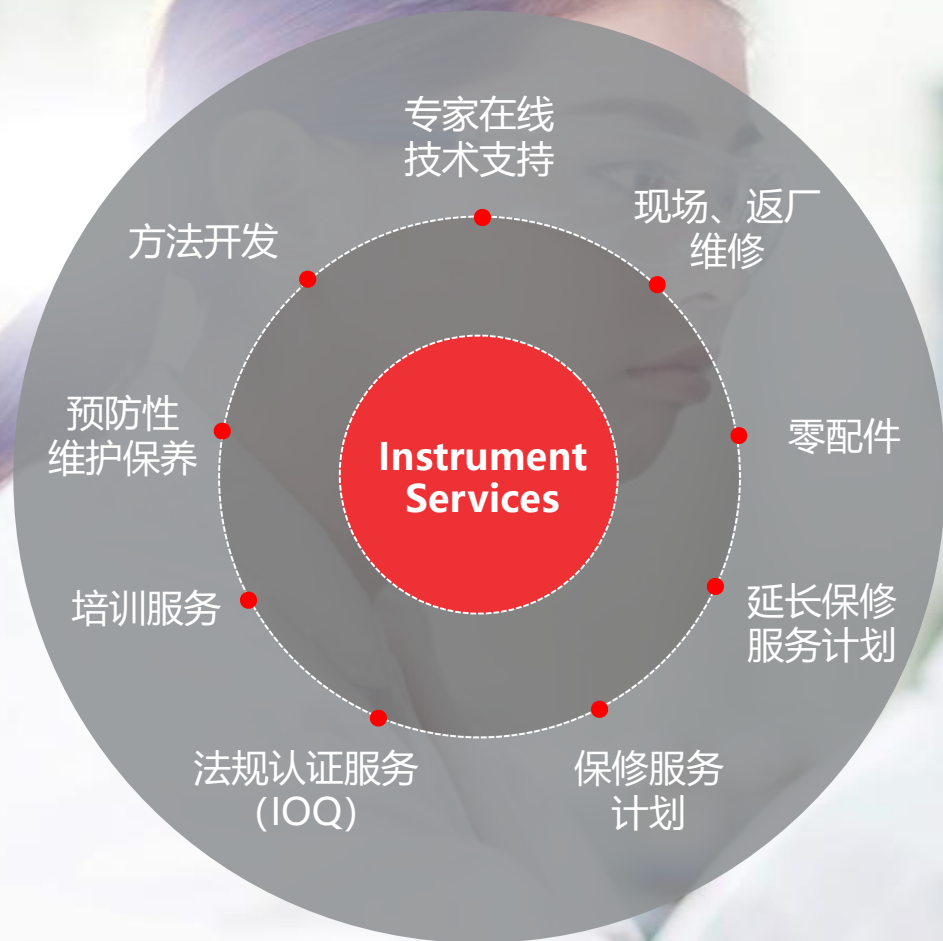 专家在线
技术支持
现场、返厂
维修
零配件
延长保修
服务计划
保修服务
计划
法规认证服务
（IOQ）
培训服务
预防性
维护保养
方法开发
Instrument
Services